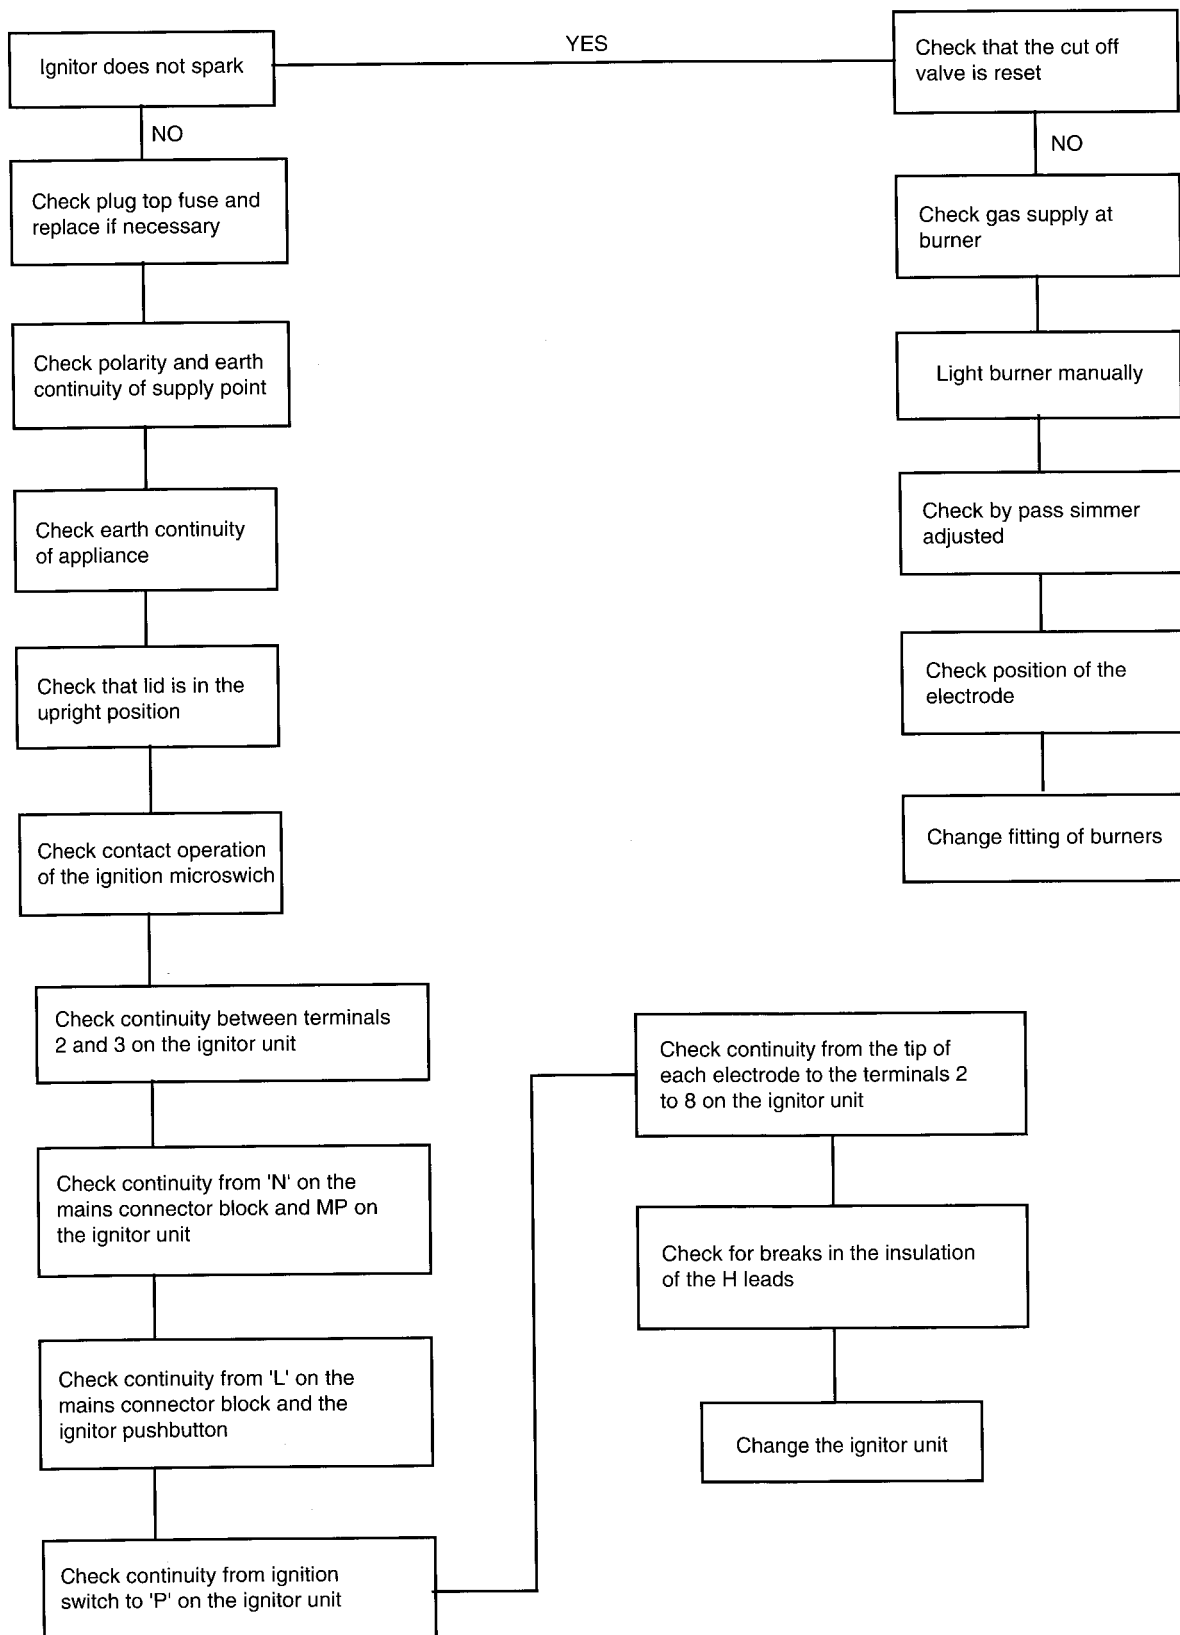 Ignitor does not spark
YES
Check that the cut off
valve is reset
NO
Check plug top fuse and
replace if necessary
Check polarity and earth
continuity of supply point
Check earth continuity
of appliance
Check that lid is in the
upright position
Check contact operation
of the ignition microswich
Check continuity between terminals
2 and 3 on the ignitor unit
Check continuity from 'N' on the
mains connector block and MP on
the ignitor unit
Check continuity from 'L' on the
mains connector block and the
ignitor pushbutton
Check continuity from ignition
switch to 'P' on the ignitor unit
Check continuity from the tip of
each electrode to the terminals 2
to 8 on the ignitor unit
Check for breaks in the insulation
of the H leads
Change the ignitor unit
NO
Check gas supply at
burner
Light burner manually
Check by pass simmer
adjusted
Check position of the
electrode
Change fitting of burners